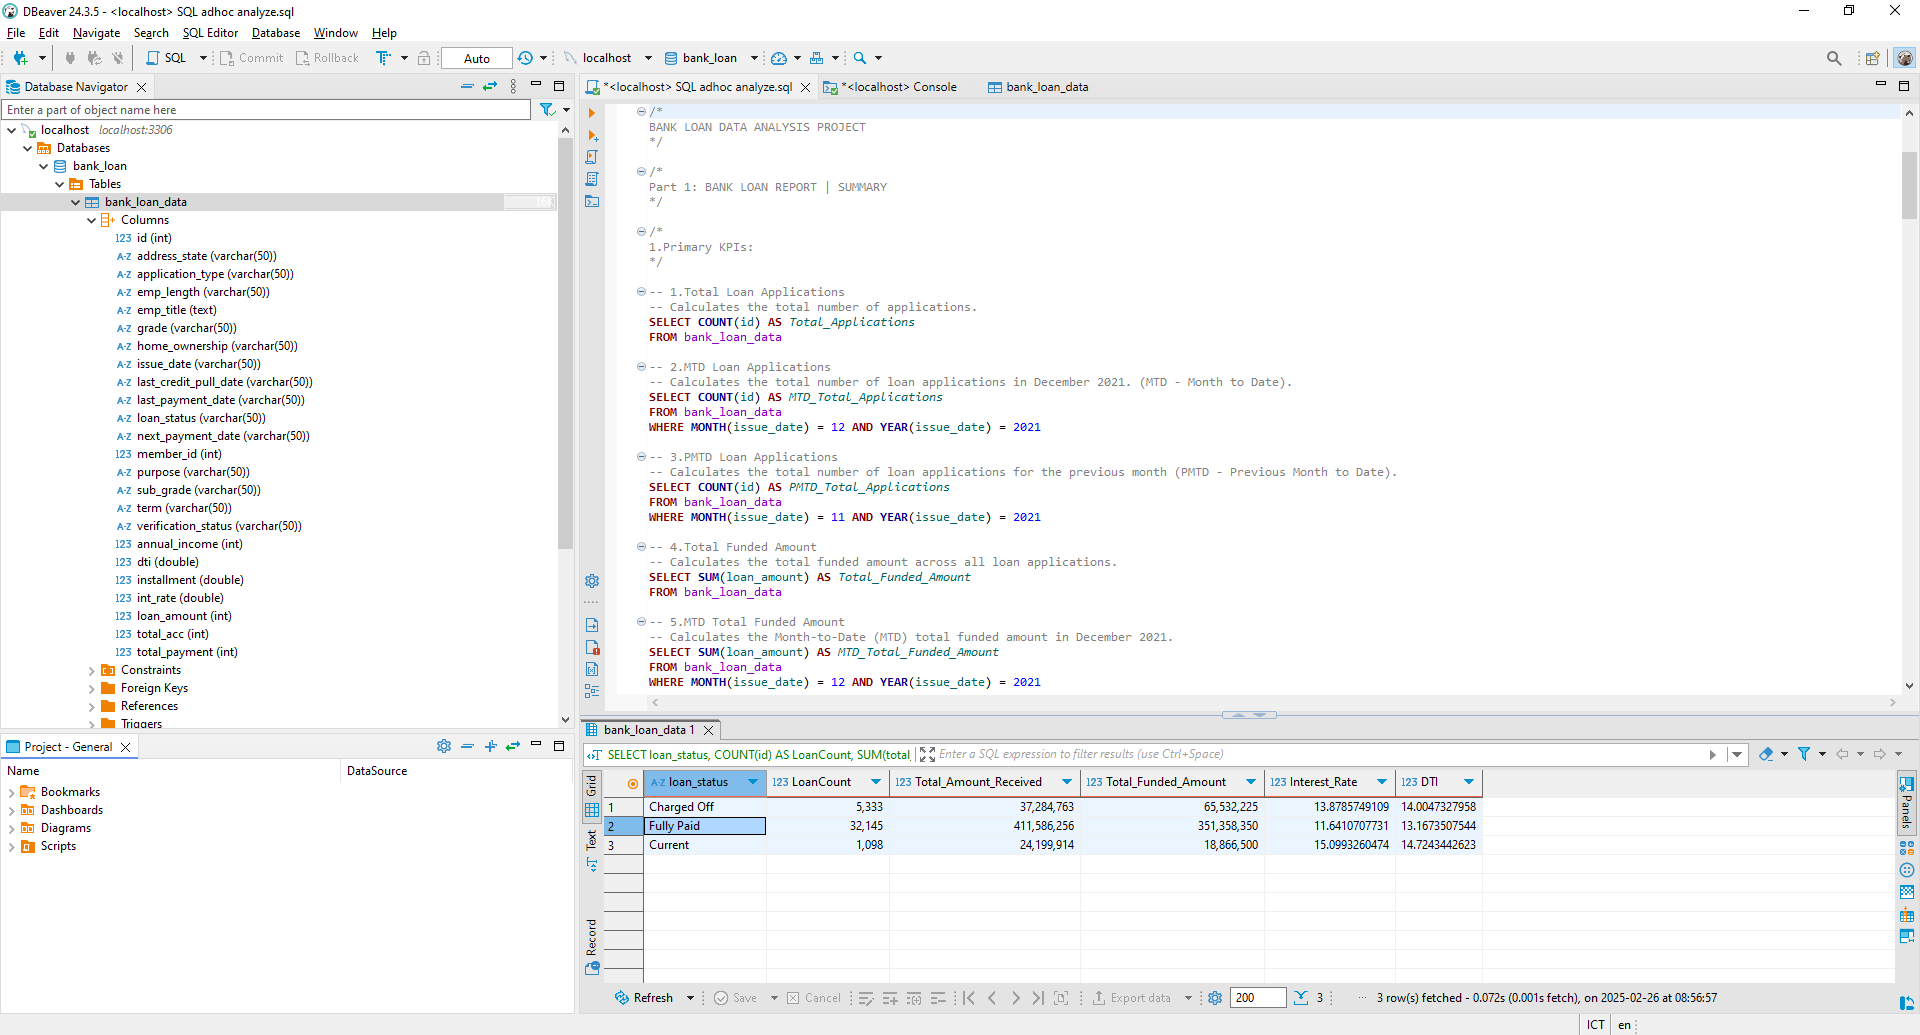 DBeaver 24.3.5 - <localhost> SQL adhoc analyze.sql
File Edit Navigate Search SQL Editor Database Window Help
SQL Commit Rollback Auto localhost bank_loan
Database Navigator
Enter a part of object name here
localhost localhost:3306
Databases
bank_loan
Tables
bank_loan_data 16K
Columns
123 id (int)
A-Z address_state (varchar(50))
A-Z application_type (varchar(50))
A-Z emp_length (varchar(50))
A-Z emp_title (text)
A-Z grade (varchar(50))
A-Z home_ownership (varchar(50))
A-Z issue_date (varchar(50))
A-Z last_credit_pull_date (varchar(50))
A-Z last_payment_date (varchar(50))
A-Z loan_status (varchar(50))
A-Z next_payment_date (varchar(50))
123 member_id (int)
A-Z purpose (varchar(50))
A-Z sub_grade (varchar(50))
A-Z term (varchar(50))
A-Z verification_status (varchar(50))
123 annual_income (int)
123 dti (double)
123 installment (double)
123 int_rate (double)
123 loan_amount (int)
123 total_acc (int)
123 total_payment (int)
Constraints
Foreign Keys
References
Triggers
Project - General
Name DataSource
Bookmarks
Dashboards
Diagrams
Scripts
*<localhost> SQL adhoc analyze.sql *<localhost> Console bank_loan_data
/*
BANK LOAN DATA ANALYSIS PROJECT
*/
/*
Part 1: BANK LOAN REPORT | SUMMARY
*/
/*
1.Primary KPIs:
*/
-- 1.Total Loan Applications
-- Calculates the total number of applications.
SELECT COUNT(id) AS Total_Applications
FROM bank_loan_data
-- 2.MTD Loan Applications
-- Calculates the total number of loan applications in December 2021. (MTD - Month to Date).
SELECT COUNT(id) AS MTD_Total_Applications
FROM bank_loan_data
WHERE MONTH(issue_date) = 12 AND YEAR(issue_date) = 2021
-- 3.PMTD Loan Applications
-- Calculates the total number of loan applications for the previous month (PMTD - Previous Month to Date).
SELECT COUNT(id) AS PMTD_Total_Applications
FROM bank_loan_data
WHERE MONTH(issue_date) = 11 AND YEAR(issue_date) = 2021
-- 4.Total Funded Amount
-- Calculates the total funded amount across all loan applications.
SELECT SUM(loan_amount) AS Total_Funded_Amount
FROM bank_loan_data
-- 5.MTD Total Funded Amount
-- Calculates the Month-to-Date (MTD) total funded amount in December 2021.
SELECT SUM(loan_amount) AS MTD_Total_Funded_Amount
FROM bank_loan_data
WHERE MONTH(issue_date) = 12 AND YEAR(issue_date) = 2021
bank_loan_data 1
SELECT loan_status, COUNT(id) AS LoanCount, SUM(total_ Enter a SQL expression to filter results (use Ctrl+Space)
Grid
Text
Record
Panels
A-Z loan_status 123 LoanCount 123 Total_Amount_Received 123 Total_Funded_Amount 123 Interest_Rate 123 DTI
1 Charged Off 5,333 37,284,763 65,532,225 13.8785749109 14.0047327958
2 Fully Paid 32,145 411,586,256 351,358,350 11.6410707731 13.1673507544
3 Current 1,098 24,199,914 18,866,500 15.0993260474 14.7243442623
Refresh Save Cancel Export data 200 3 ... 3 row(s) fetched - 0.072s (0.001s fetch), on 2025-02-26 at 08:56:57
ICT en